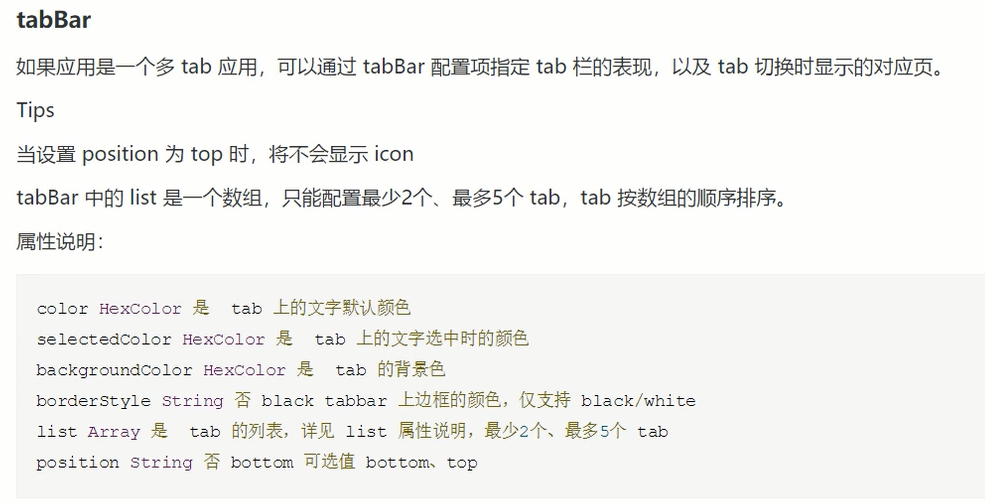 tabBar
如果应用是一个多 tab 应用，可以通过 tabBar 配置项指定 tab 栏的表现，以及 tab 切换时显示的对应页。
Tips
当设置 position 为 top 时，将不会显示 icon
tabBar 中的 list 是一个数组，只能配置最少2个、最多5个 tab，tab 按数组的顺序排序。
属性说明：
color HexColor 是 tab 上的文字默认颜色
selectedColor HexColor 是 tab 上的文字选中时的颜色
backgroundColor HexColor 是 tab 的背景色
borderStyle String 否 black tabbar 上边框的颜色，仅支持 black/white
list Array 是 tab 的列表，详见 list 属性说明，最少2个、最多5个 tab
position String 否 bottom 可选值 bottom、top